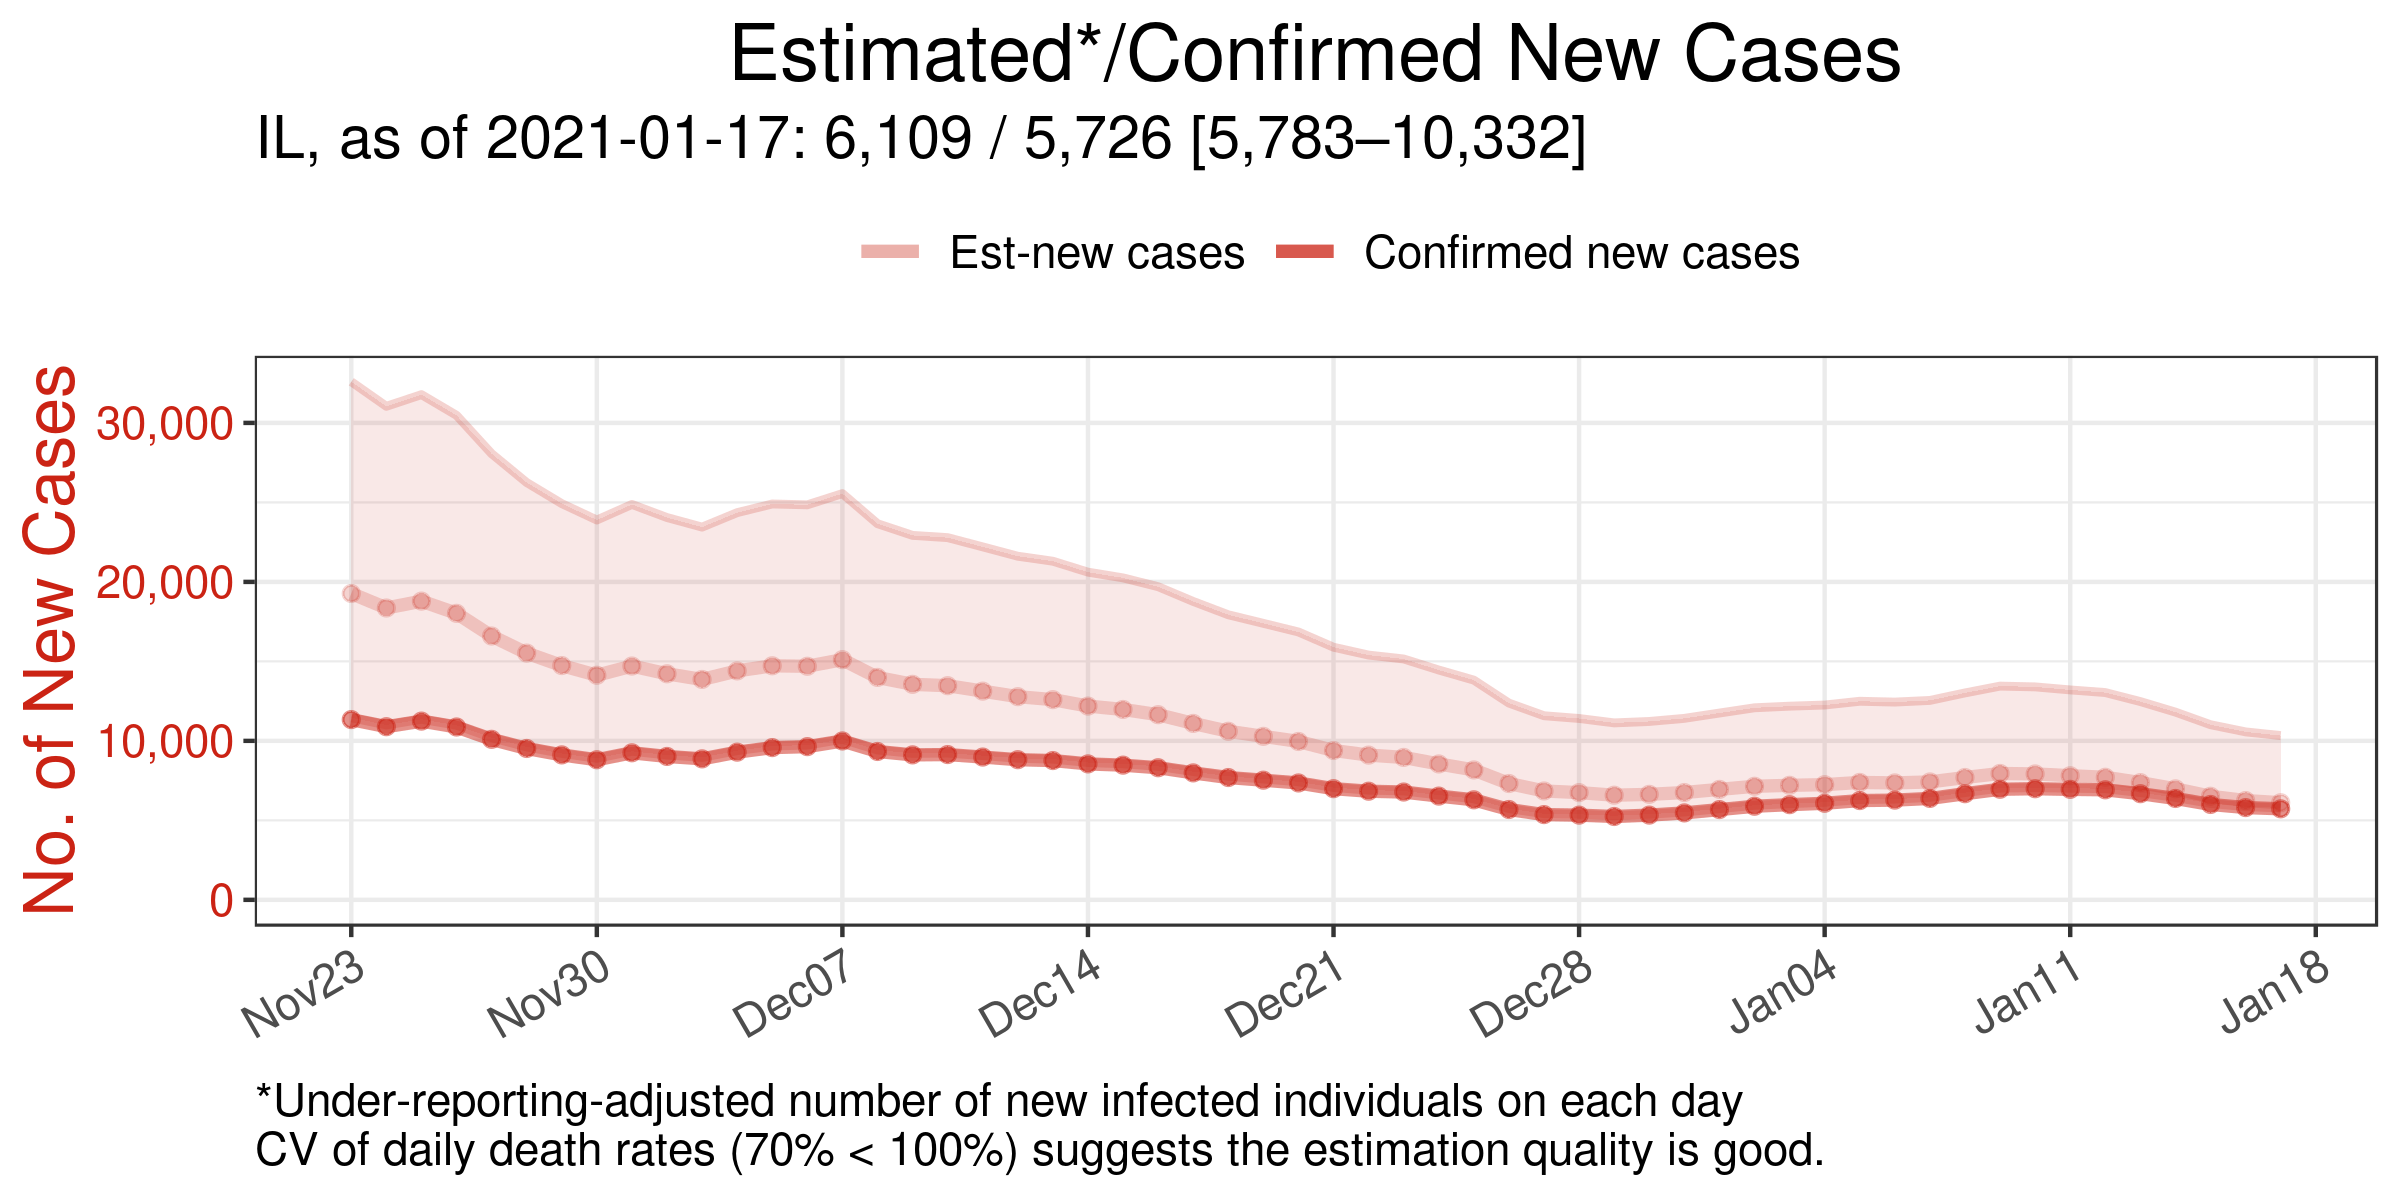 Estimated*/Confirmed New Cases
IL, as of 2021-01-17: 6,109 / 5,726 [5,783–10,332]
Est-new cases
Confirmed new cases
No. of New Cases
30,000
20,000
10,000
0
Nov23
Nov30
Dec07
Dec14
Dec21
Dec28
Jan04
Jan11
Jan18
*Under-reporting-adjusted number of new infected individuals on each day
CV of daily death rates (70% < 100%) suggests the estimation quality is good.